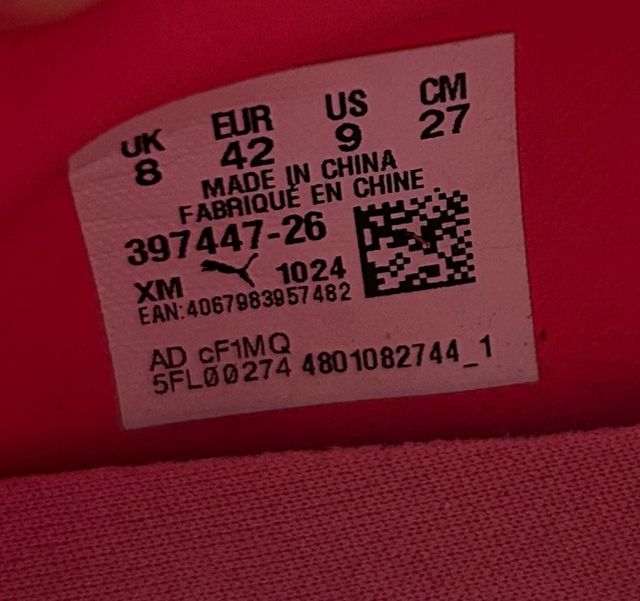 UK EUR US CM
8 42 9 27
MADE IN CHINA
FABRIQUÉ EN CHINE
397447-26
XM 1024
EAN:4067983957482
AD cF1MQ
5FL00274 4801082744_1